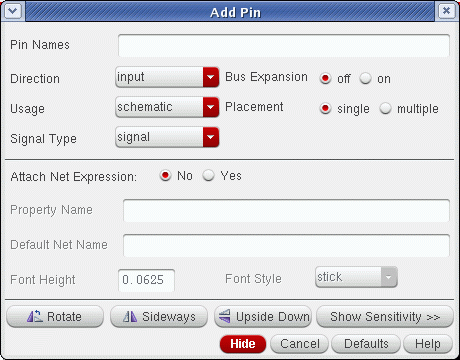 Add Pin
Pin Names
Direction input Bus Expansion off on
Usage schematic Placement single multiple
Signal Type signal
Attach Net Expression: No Yes
Property Name
Default Net Name
Font Height 0.0625 Font Style stick
Rotate Sideways Upside Down Show Sensitivity >>
Hide Cancel Defaults Help